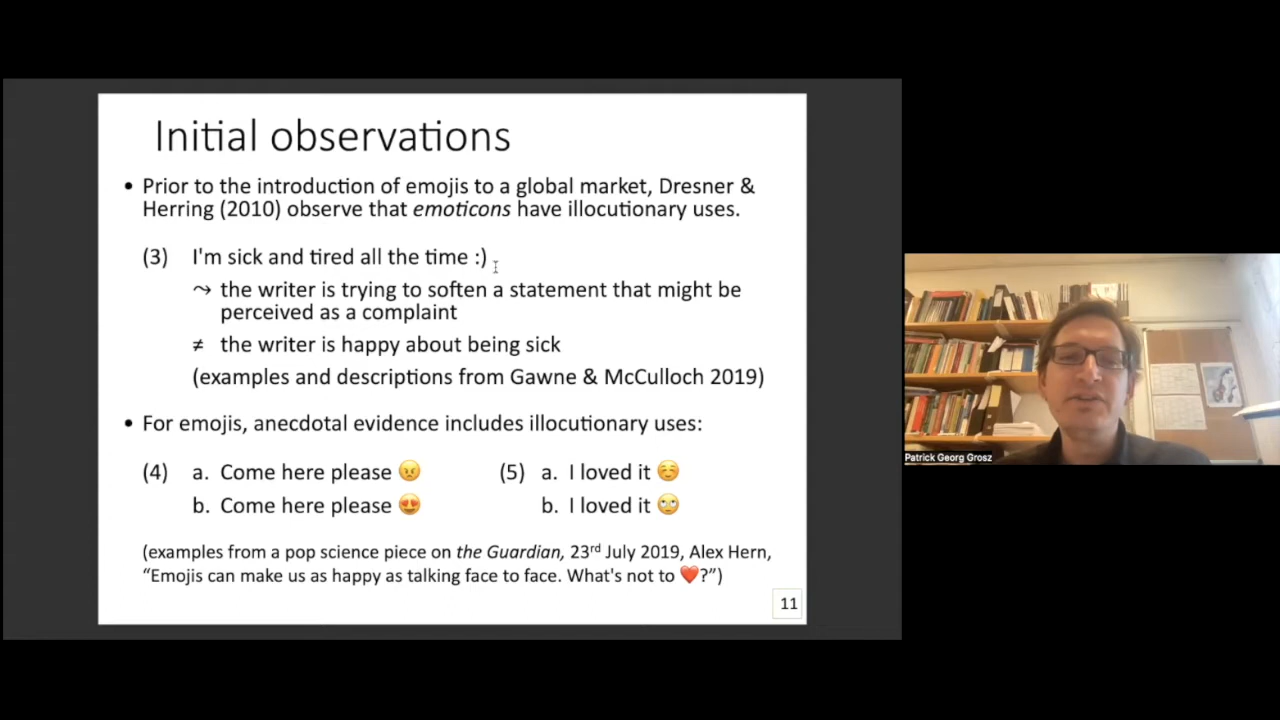 Initial observations
• Prior to the introduction of emojis to a global market, Dresner &
Herring (2010) observe that emoticons have illocutionary uses.
(3) I'm sick and tired all the time :)
⤳ the writer is trying to soften a statement that might be
perceived as a complaint
≠ the writer is happy about being sick
(examples and descriptions from Gawne & McCulloch 2019)
• For emojis, anecdotal evidence includes illocutionary uses:
(4) a. Come here please 😠 (5) a. I loved it ☺️
b. Come here please 😍 b. I loved it 🙄
(examples from a pop science piece on the Guardian, 23rd July 2019, Alex Hern,
“Emojis can make us as happy as talking face to face. What's not to ❤️?”)
11
Patrick Georg Grosz